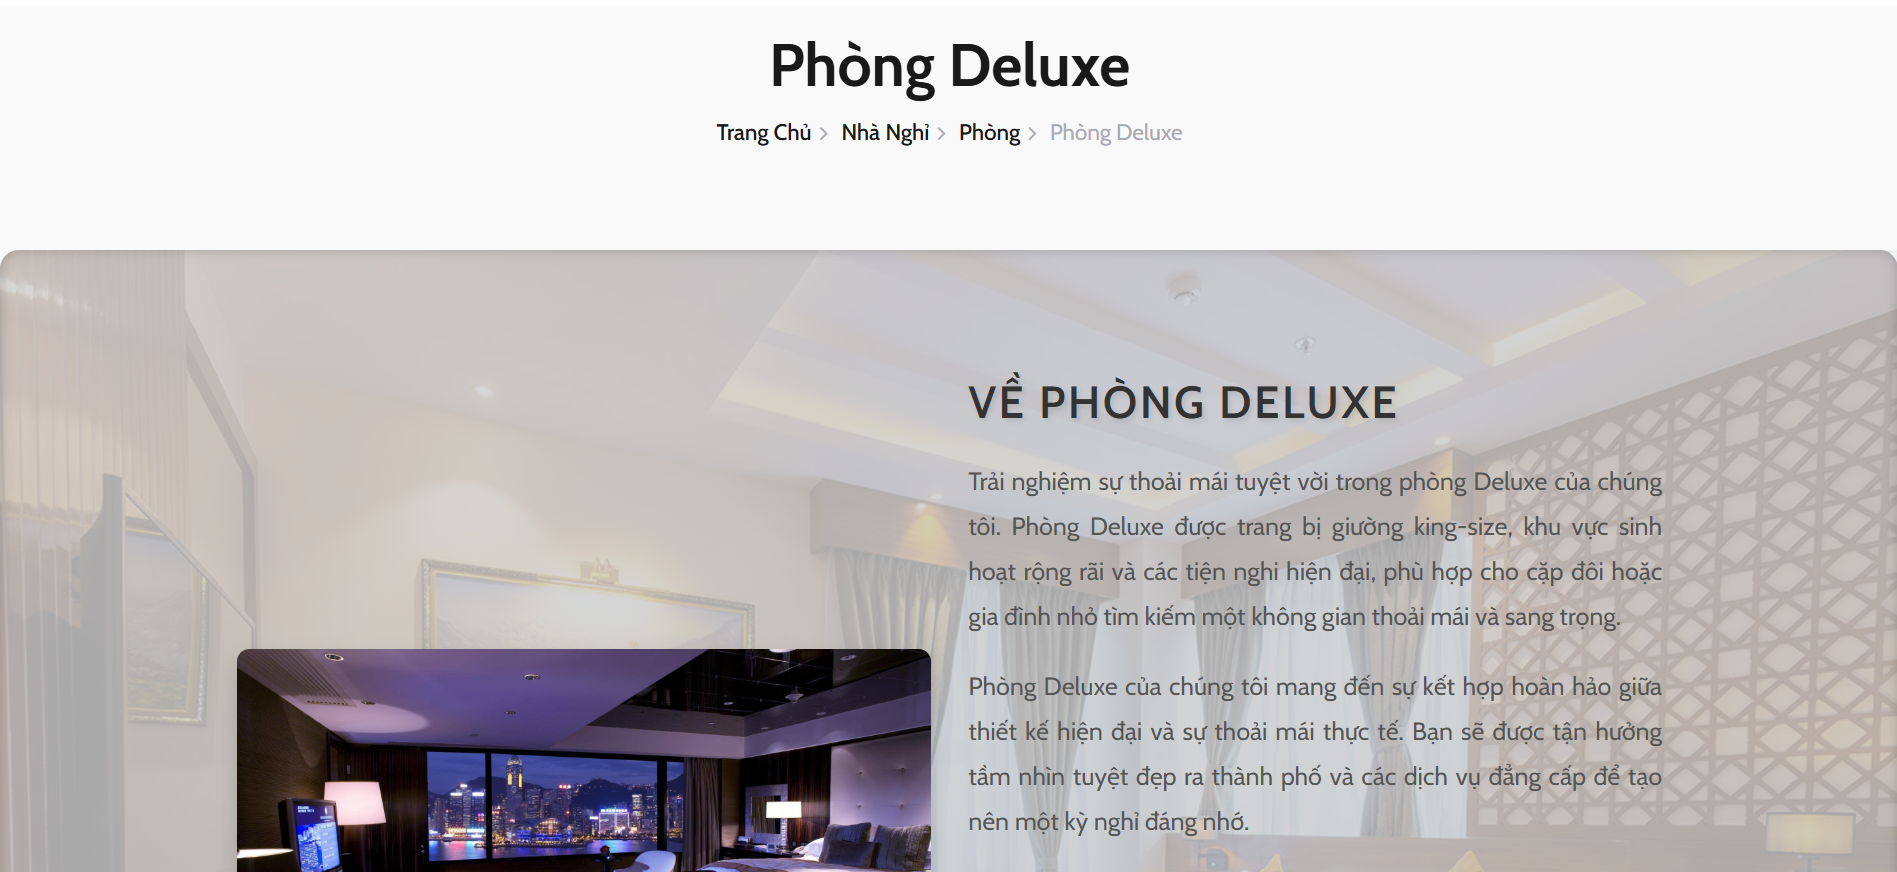 Phòng Deluxe
Trang Chủ > Nhà Nghỉ > Phòng > Phòng Deluxe
VỀ PHÒNG DELUXE
Trải nghiệm sự thoải mái tuyệt vời trong phòng Deluxe của chúng
tôi. Phòng Deluxe được trang bị giường king-size, khu vực sinh
hoạt rộng rãi và các tiện nghi hiện đại, phù hợp cho cặp đôi hoặc
gia đình nhỏ tìm kiếm một không gian thoải mái và sang trọng.
Phòng Deluxe của chúng tôi mang đến sự kết hợp hoàn hảo giữa
thiết kế hiện đại và sự thoải mái thực tế. Bạn sẽ được tận hưởng
tầm nhìn tuyệt đẹp ra thành phố và các dịch vụ đẳng cấp để tạo
nên một kỳ nghỉ đáng nhớ.